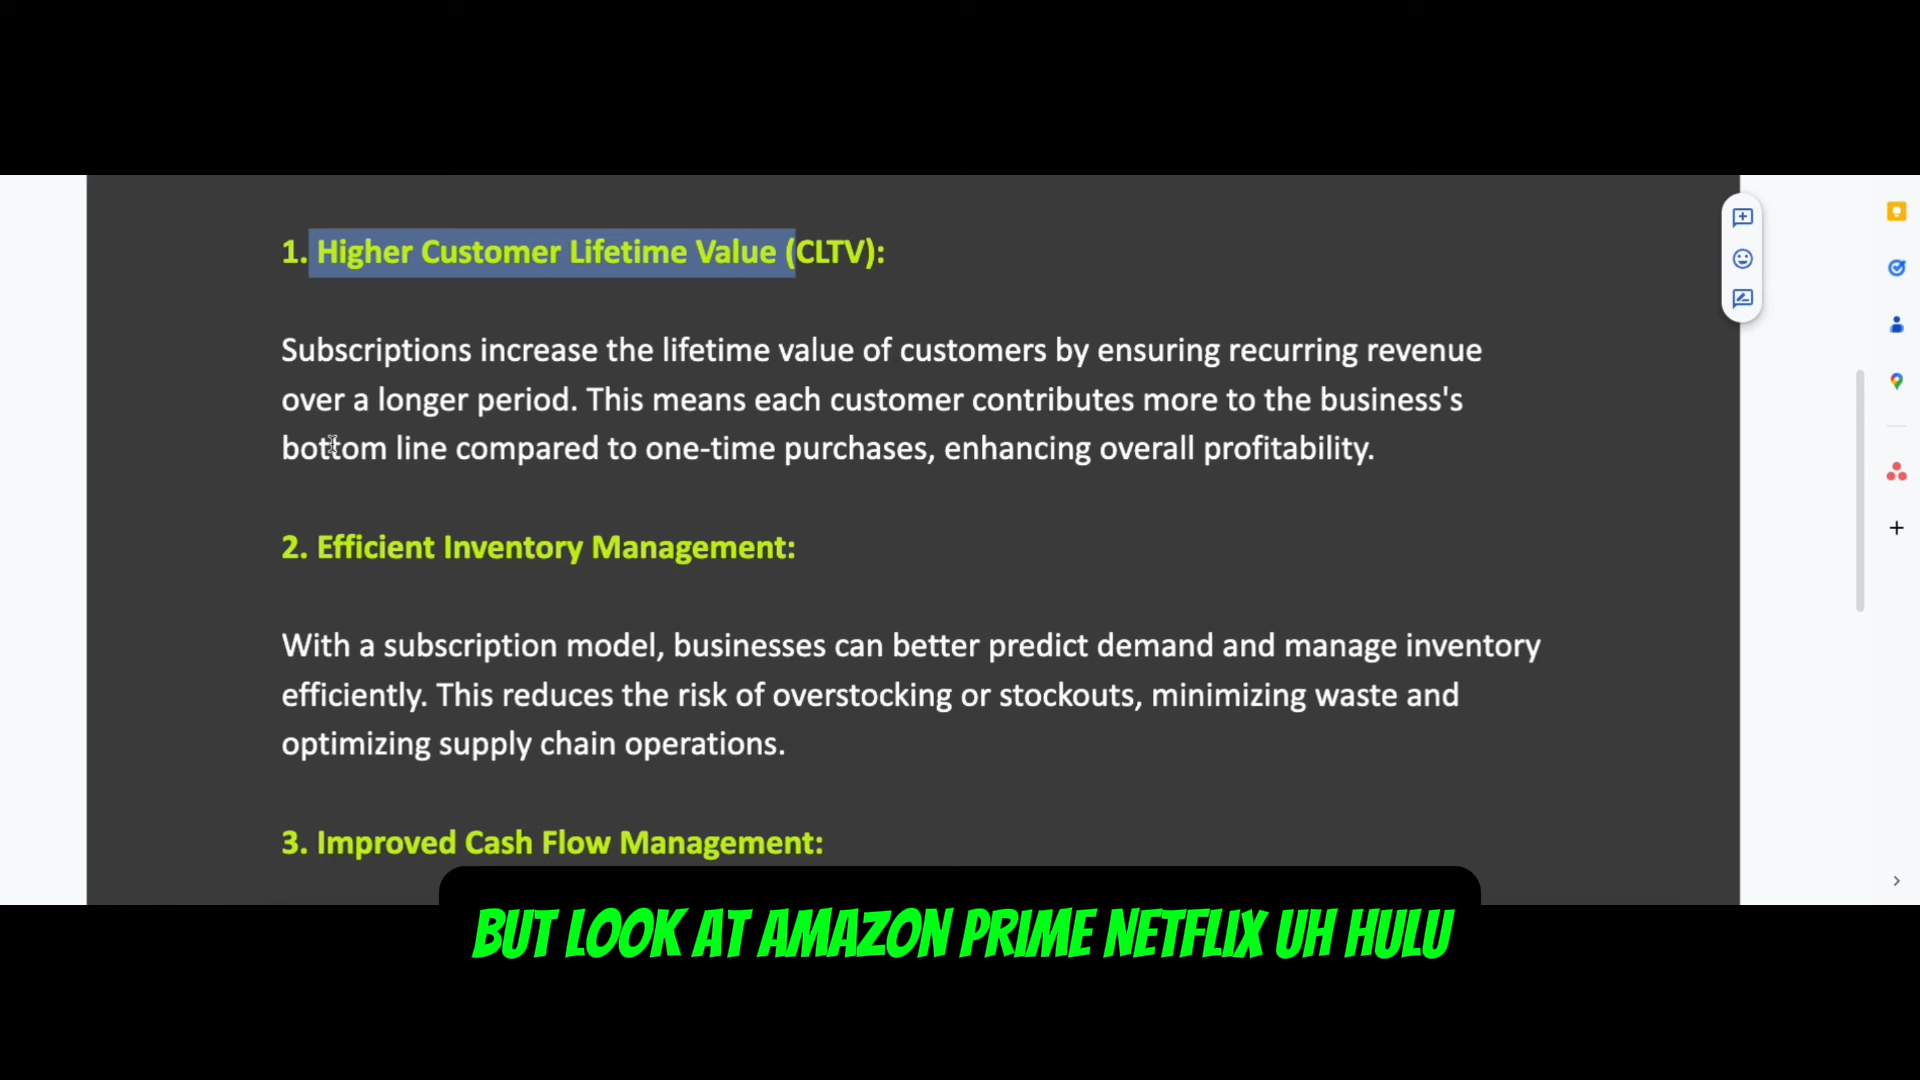 1. Higher Customer Lifetime Value (CLTV):
Subscriptions increase the lifetime value of customers by ensuring recurring revenue
over a longer period. This means each customer contributes more to the business's
bottom line compared to one-time purchases, enhancing overall profitability.
2. Efficient Inventory Management:
With a subscription model, businesses can better predict demand and manage inventory
efficiently. This reduces the risk of overstocking or stockouts, minimizing waste and
optimizing supply chain operations.
3. Improved Cash Flow Management:
BUT LOOK AT AMAZON PRIME NETFLIX UH HULU